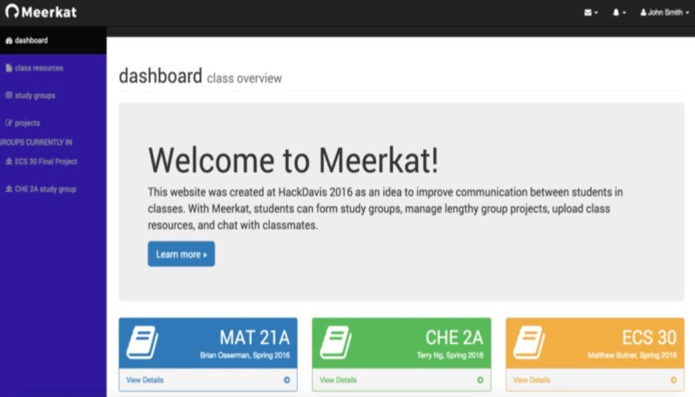 Meerkat
John Smith
dashboard
class resources
study groups
projects
GROUPS CURRENTLY IN
ECS 30 Final Project
CHE 2A study group
dashboard class overview
Welcome to Meerkat!
This website was created at HackDavis 2016 as an idea to improve communication between students in
classes. With Meerkat, students can form study groups, manage lengthy group projects, upload class
resources, and chat with classmates.
Learn more »
MAT 21A
Brian Osserman, Spring 2016
View Details
CHE 2A
Terry Ng, Spring 2016
View Details
ECS 30
Matthew Butner, Spring 2016
View Details